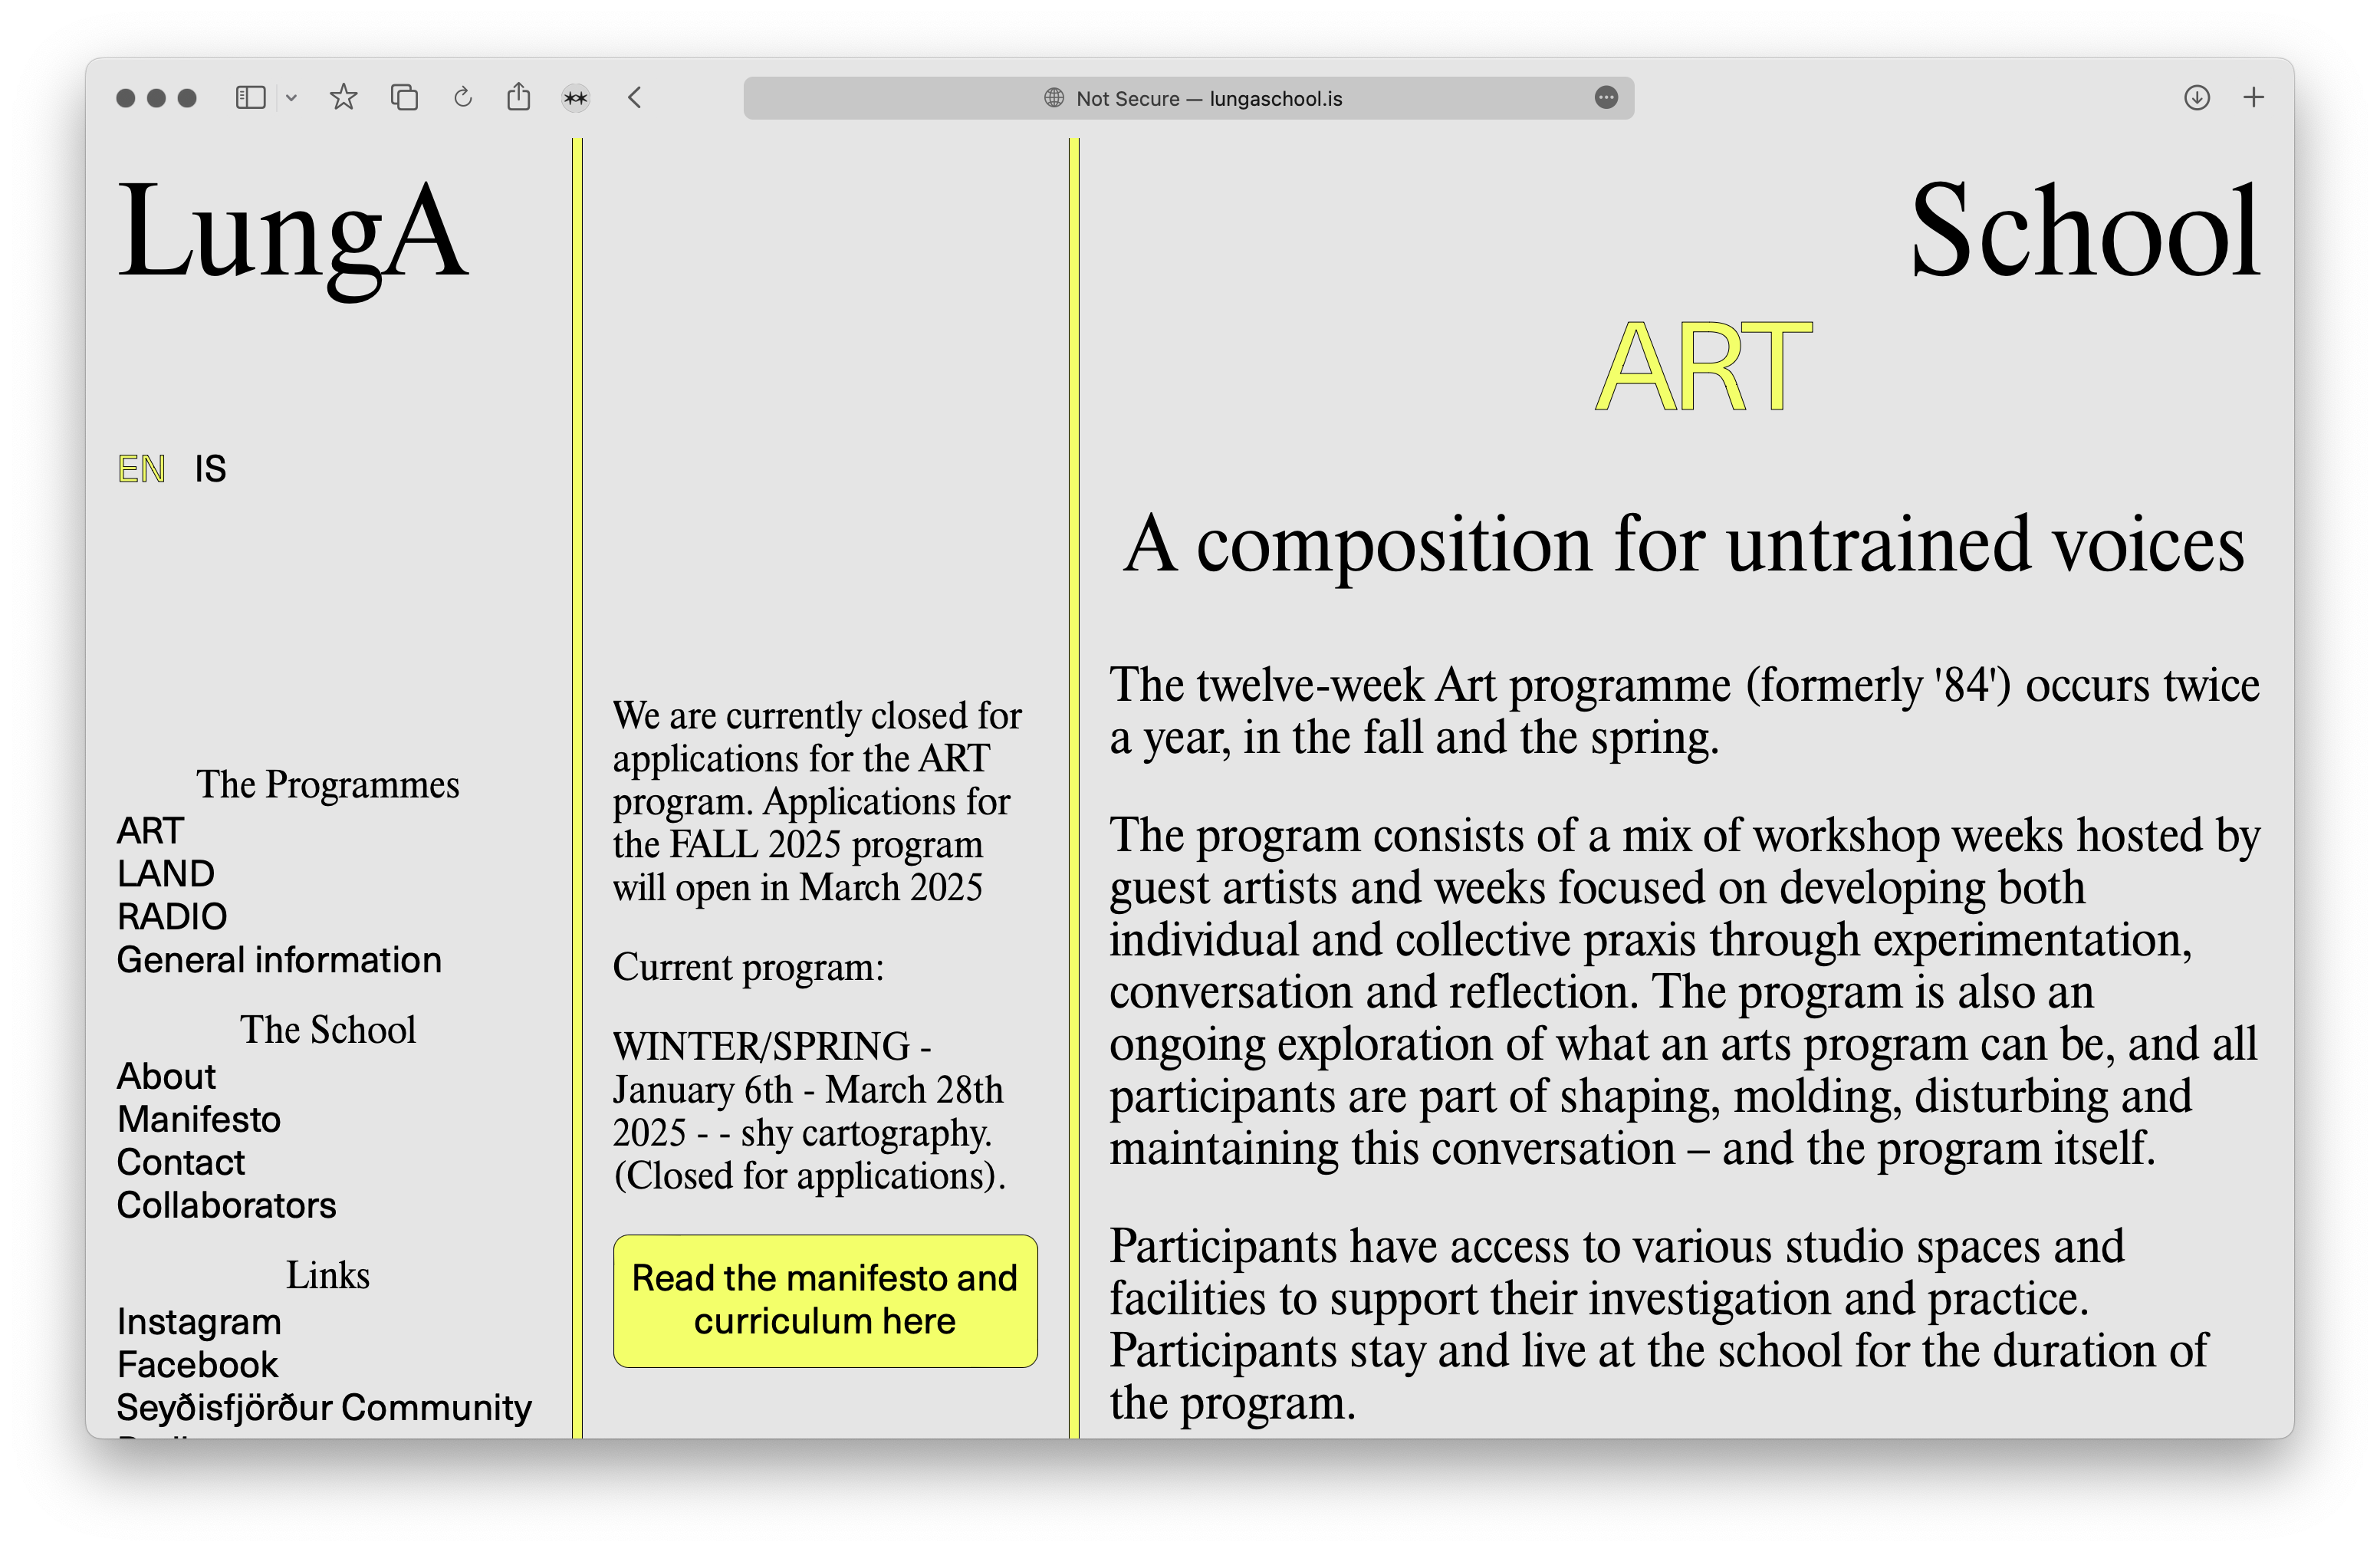 Not Secure — lungaschool.is
LungA
School
EN IS
The Programmes
ART
LAND
RADIO
General information
The School
About
Manifesto
Contact
Collaborators
Links
Instagram
Facebook
Seyðisfjörður Community
We are currently closed for
applications for the ART
program. Applications for
the FALL 2025 program
will open in March 2025
Current program:
WINTER/SPRING -
January 6th - March 28th
2025 - - shy cartography.
(Closed for applications).
Read the manifesto and
curriculum here
ART
A composition for untrained voices
The twelve-week Art programme (formerly '84') occurs twice
a year, in the fall and the spring.
The program consists of a mix of workshop weeks hosted by
guest artists and weeks focused on developing both
individual and collective praxis through experimentation,
conversation and reflection. The program is also an
ongoing exploration of what an arts program can be, and all
participants are part of shaping, molding, disturbing and
maintaining this conversation – and the program itself.
Participants have access to various studio spaces and
facilities to support their investigation and practice.
Participants stay and live at the school for the duration of
the program.